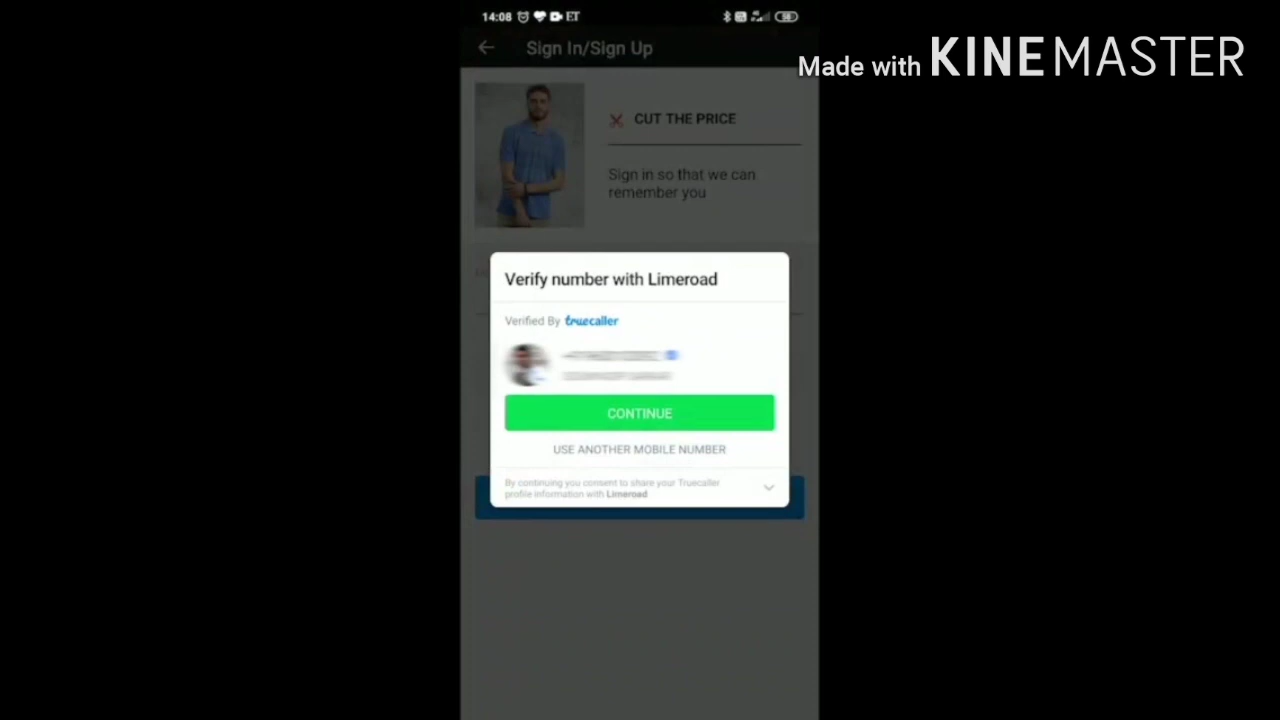 14:08 ET 58
Sign In/Sign Up
Made with KINEMASTER
CUT THE PRICE
Sign in so that we can
remember you
Verify number with Limeroad
Verified By truecaller
CONTINUE
USE ANOTHER MOBILE NUMBER
By continuing you consent to share your Truecaller
profile information with Limeroad